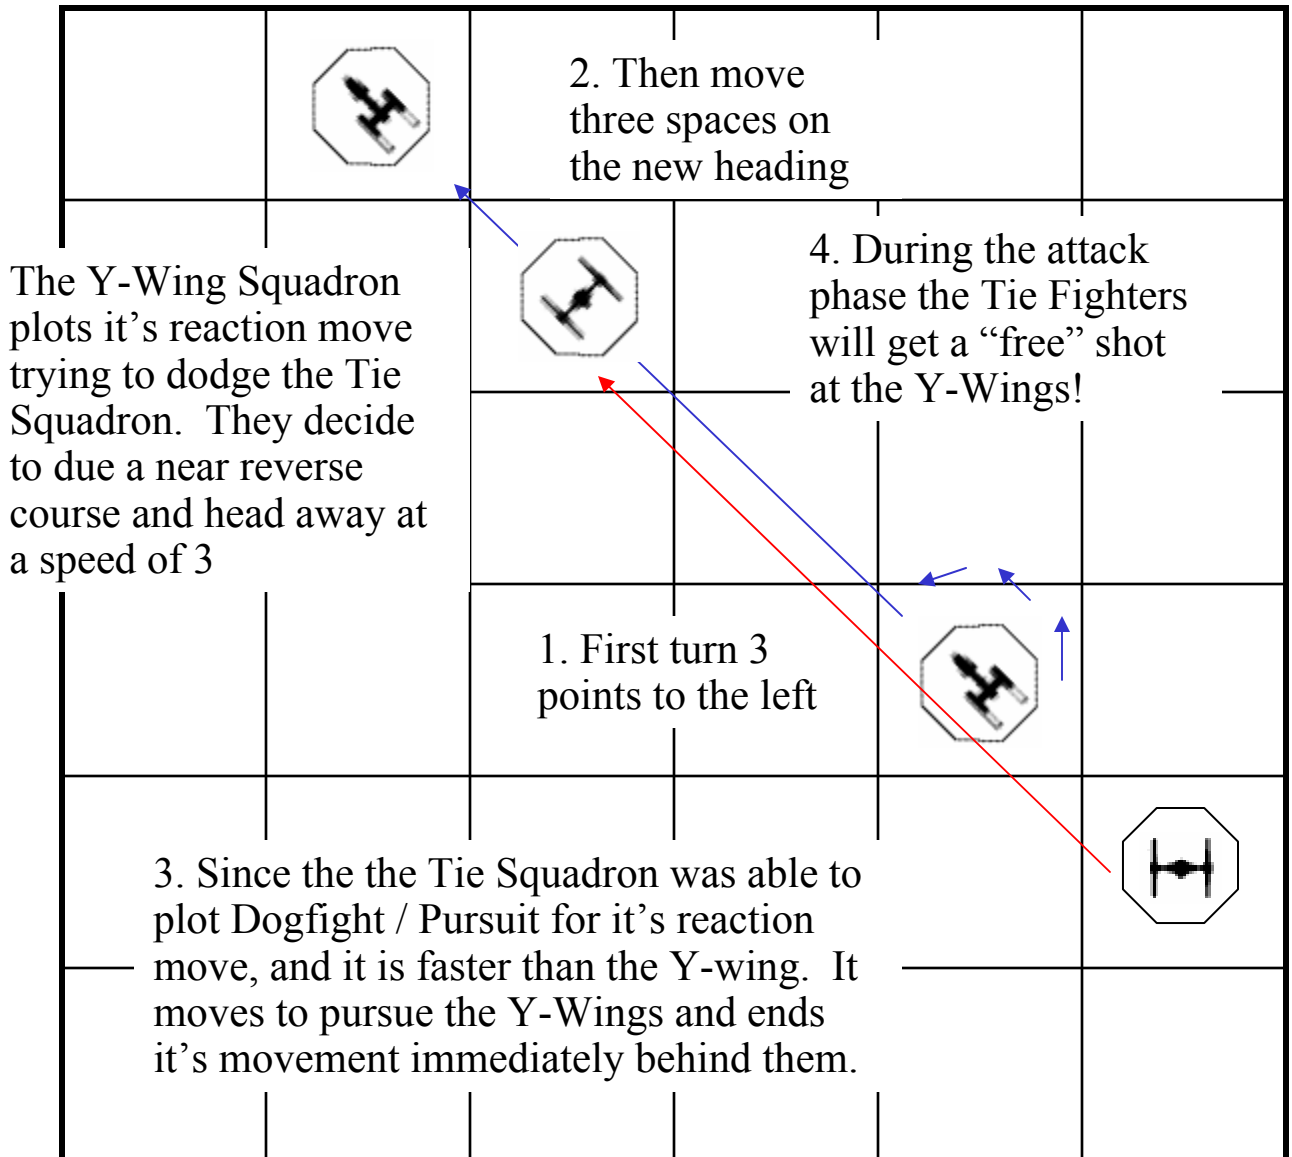 2. Then move
three spaces on
the new heading
The Y-Wing Squadron
plots it’s reaction move
trying to dodge the Tie
Squadron.  They decide
to due a near reverse
course and head away at
a speed of 3
4. During the attack
phase the Tie Fighters
will get a “free” shot
at the Y-Wings!
1. First turn 3
points to the left
3. Since the the Tie Squadron was able to
plot Dogfight / Pursuit for it’s reaction
move, and it is faster than the Y-wing.  It
moves to pursue the Y-Wings and ends
it’s movement immediately behind them.